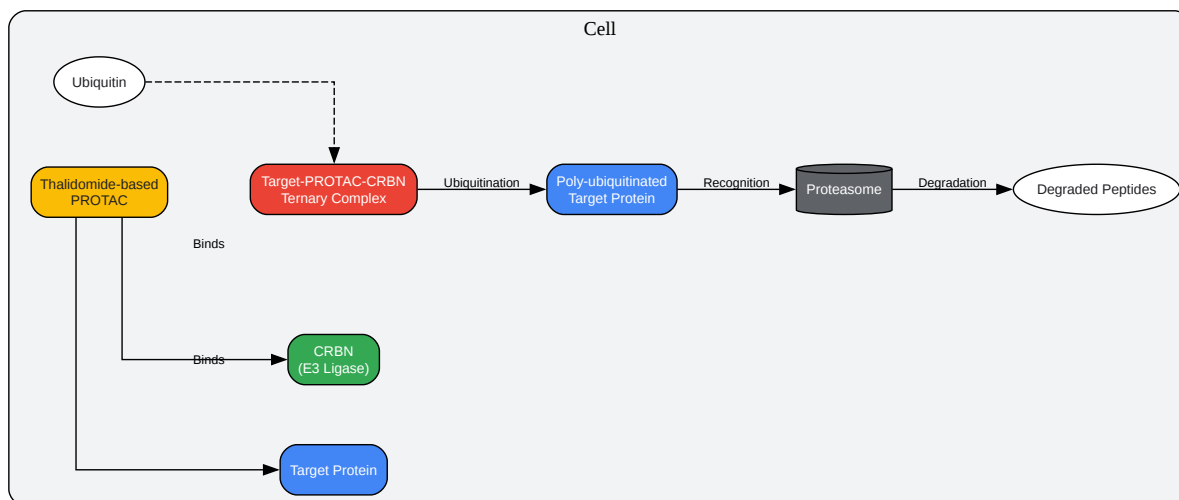 Cell
Ubiquitin
Thalidomide-based
PROTAC
Target-PROTAC-CRBN
Ternary Complex
Ubiquitination
Poly-ubiquitinated
Target Protein
Recognition
Proteasome
Degradation
Degraded Peptides
Binds
Binds
CRBN
(E3 Ligase)
Target Protein